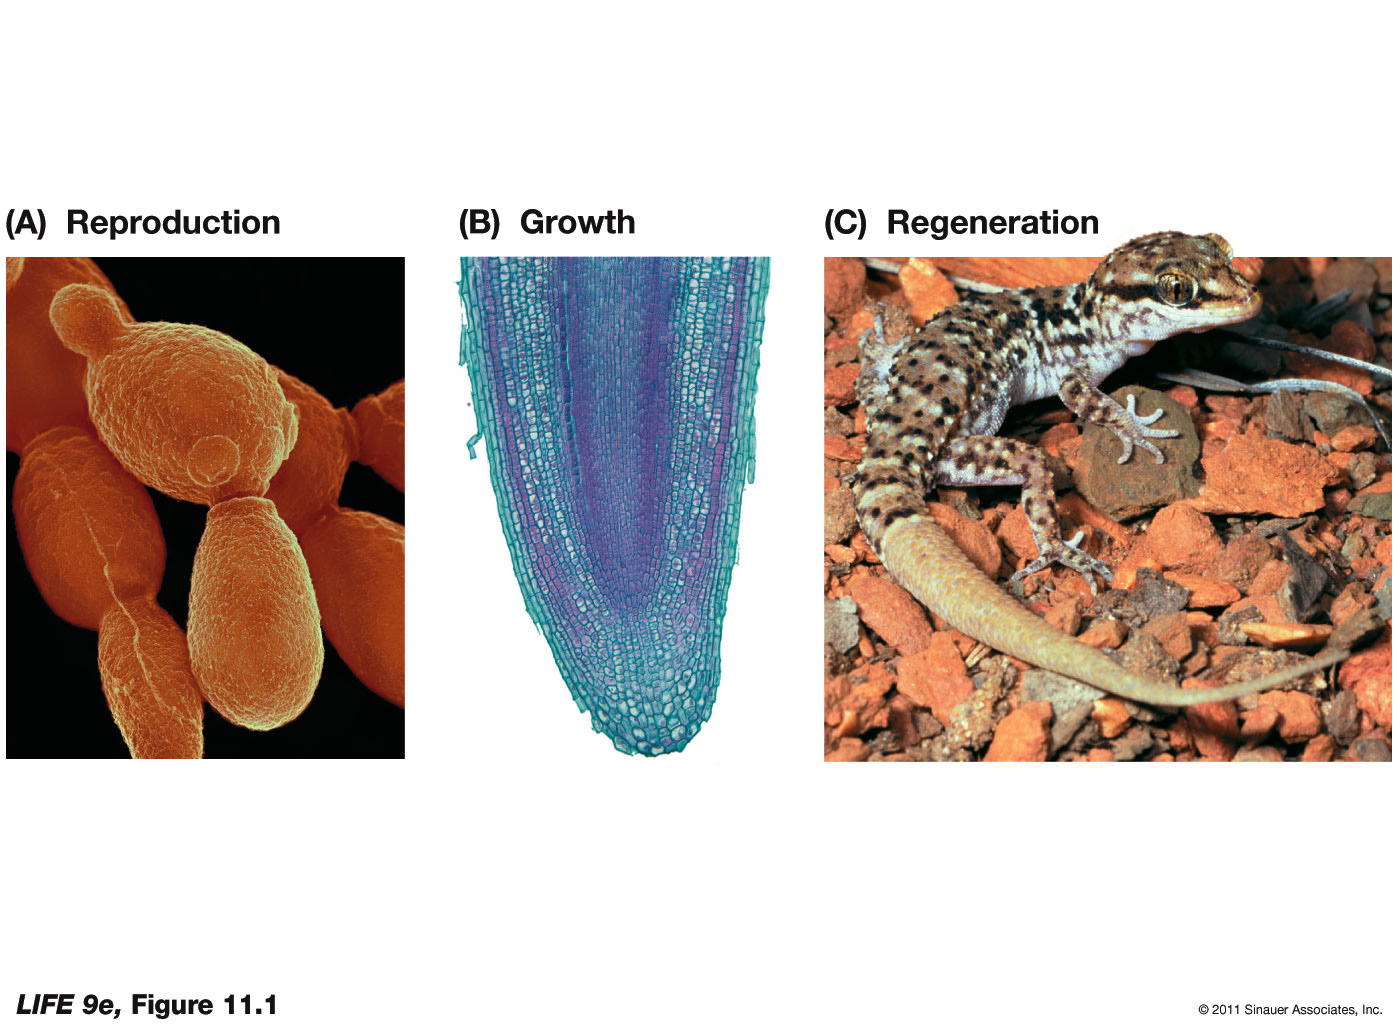 (A) Reproduction
(B) Growth
(C) Regeneration
LIFE 9e, Figure 11.1
© 2011 Sinauer Associates, Inc.